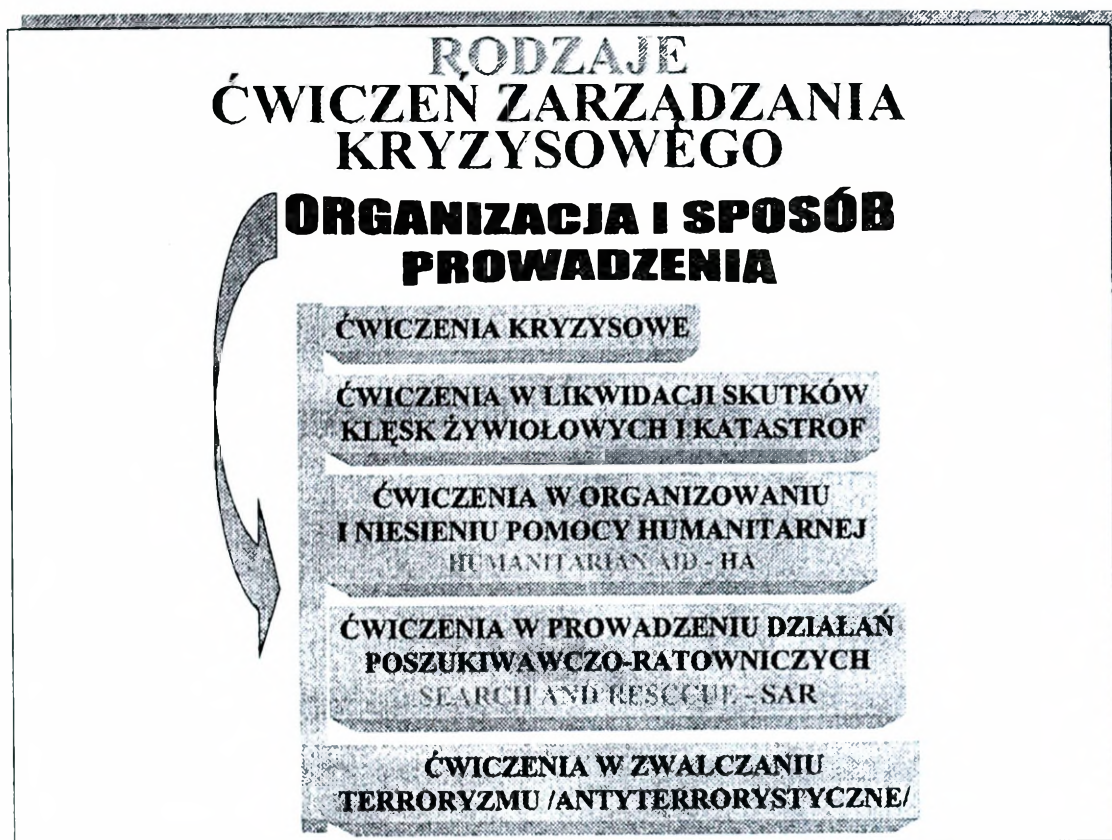 RODZAJE
ĆWICZEŃ ZARZĄDZANIA
KRYZYSOWEGO
ORGANIZACJA I SPOSÓB
PROWADZENIA
ĆWICZENIA KRYZYSOWE
ĆWICZENIA W LIKWIDACJI SKUTKÓW
KLĘSK ŻYWIOŁOWYCH I KATASTROF
ĆWICZENIA W ORGANIZOWANIU
I NIESIENIU POMOCY HUMANITARNEJ
HUMANITARIAN AID - HA
ĆWICZENIA W PROWADZENIU DZIAŁAŃ
POSZUKIWAWCZO-RATOWNICZYCH
SEARCH AND RESCCUE - SAR
ĆWICZENIA W ZWALCZANIU
TERRORYZMU /ANTYTERRORYSTYCZNE/